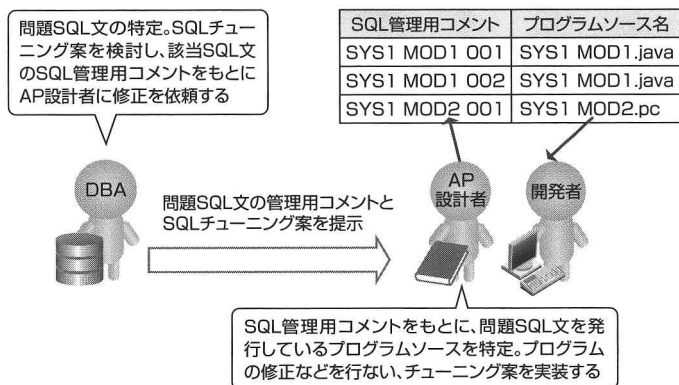 問題SQL文の特定。SQLチュー
ニング案を検討し、該当SQL文
のSQL管理用コメントをもとに
AP設計者に修正を依頼する
SQL管理用コメント プログラムソース名
SYS1 MOD1 001 SYS1 MOD1.java
SYS1 MOD1 002 SYS1 MOD1.java
SYS1 MOD2 001 SYS1 MOD2.pc
DBA
問題SQL文の管理用コメントと
SQLチューニング案を提示
AP
設計者
開発者
SQL管理用コメントをもとに、問題SQL文を発
行しているプログラムソースを特定。プログラム
の修正などを行ない、チューニング案を実装する